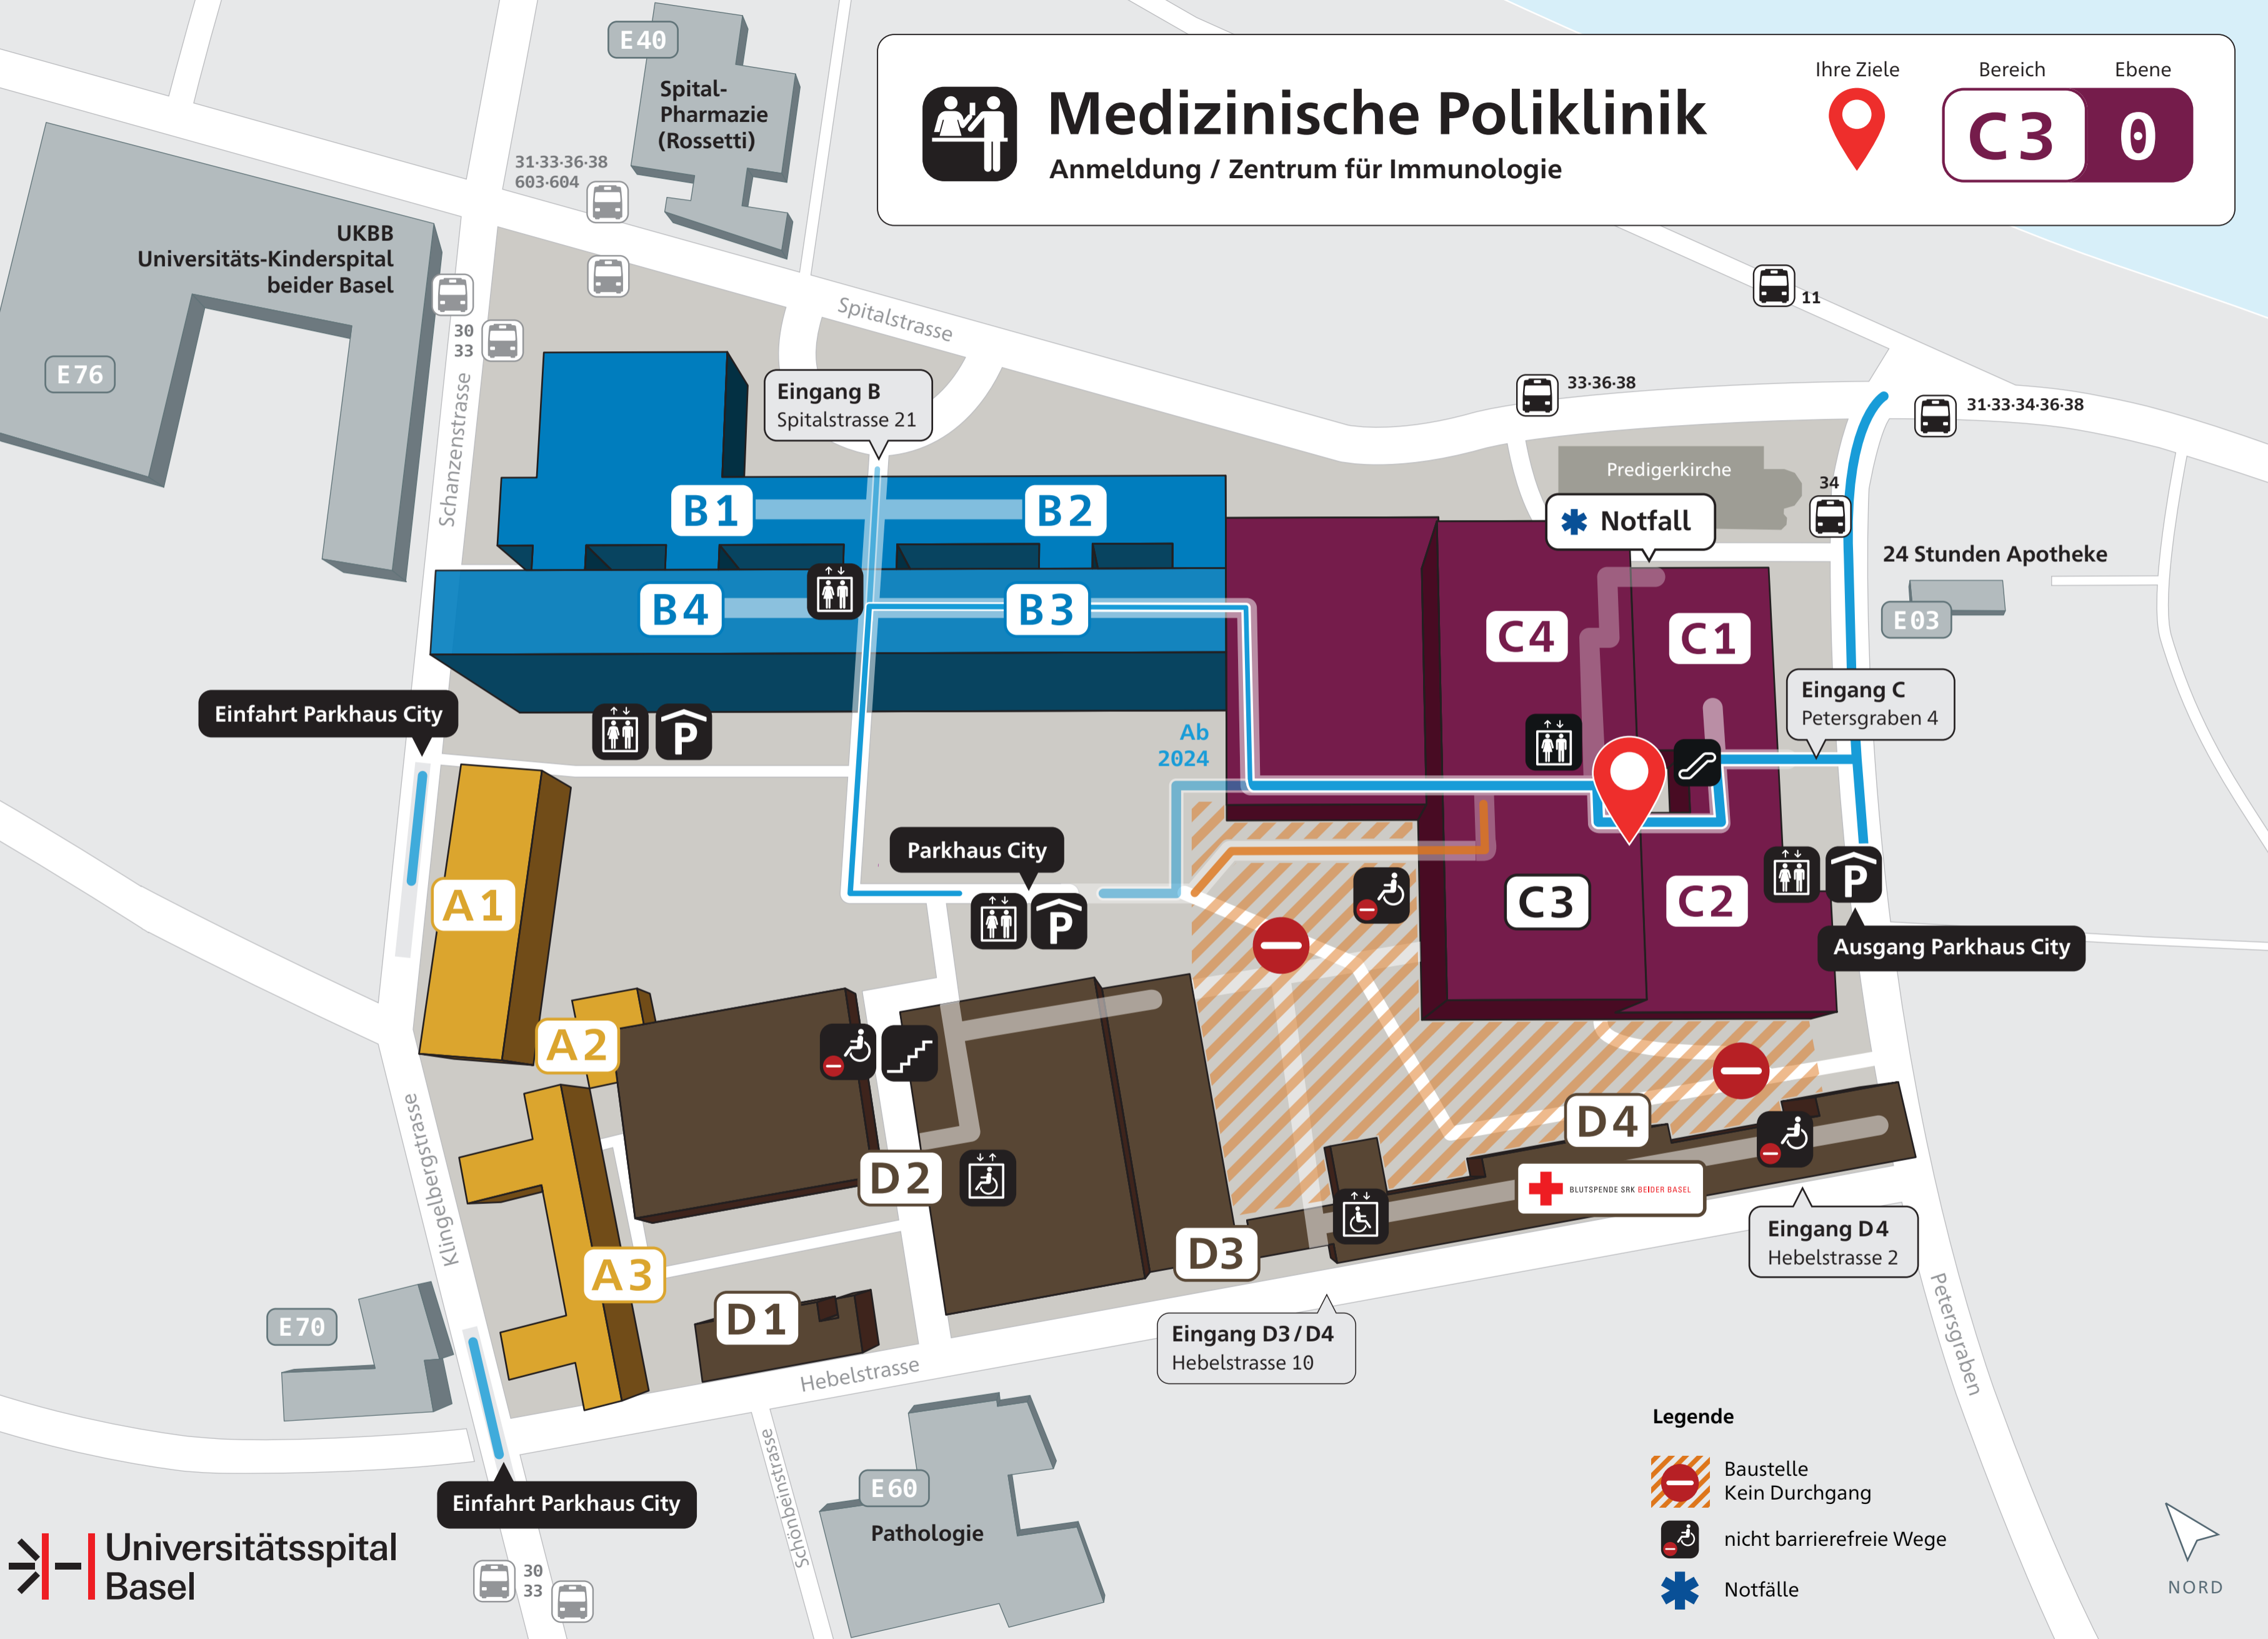 Medizinische Poliklinik
Anmeldung / Zentrum für Immunologie
Ihre Ziele
Bereich
Ebene
C3
0
E40
Spital-
Pharmazie
(Rossetti)
31·33·36·38
603·604
UKBB
Universitäts-Kinderspital
beider Basel
E76
30
33
Schanzenstrasse
Spitalstrasse
11
33·36·38
31·33·34·36·38
Eingang B
Spitalstrasse 21
Predigerkirche
Notfall
34
24 Stunden Apotheke
E03
B1
B2
B4
B3
C4
C1
Eingang C
Petersgraben 4
Einfahrt Parkhaus City
P
Ab
2024
Parkhaus City
P
A1
C3
C2
P
Ausgang Parkhaus City
A2
D4
BLUTSPENDE SRK BEIDER BASEL
D2
D3
Eingang D4
Hebelstrasse 2
A3
D1
Klingelbergstrasse
E70
Eingang D3/D4
Hebelstrasse 10
Hebelstrasse
Petersgraben
Schönbeinstrasse
E60
Pathologie
Einfahrt Parkhaus City
30
33
Universitätsspital
Basel
Legende
Baustelle
Kein Durchgang
nicht barrierefreie Wege
Notfälle
NORD